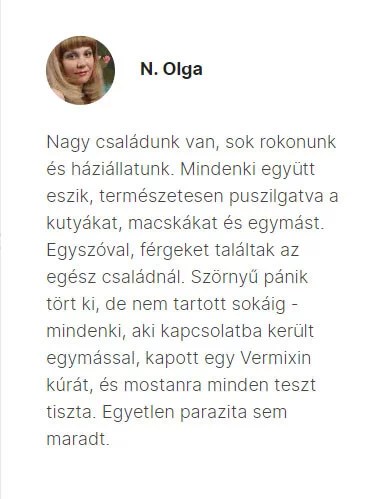 N. Olga
Nagy családunk van, sok rokonunk
és háziállatunk. Mindenki együtt
eszik, természetesen puszilgatva a
kutyákat, macskákat és egymást.
Egyszóval, férgeket találtak az
egész családnál. Szörnyű pánik
tört ki, de nem tartott sokáig -
mindenki, aki kapcsolatba került
egymással, kapott egy Vermixin
kúrát, és mostanra minden teszt
tiszta. Egyetlen parazita sem
maradt.